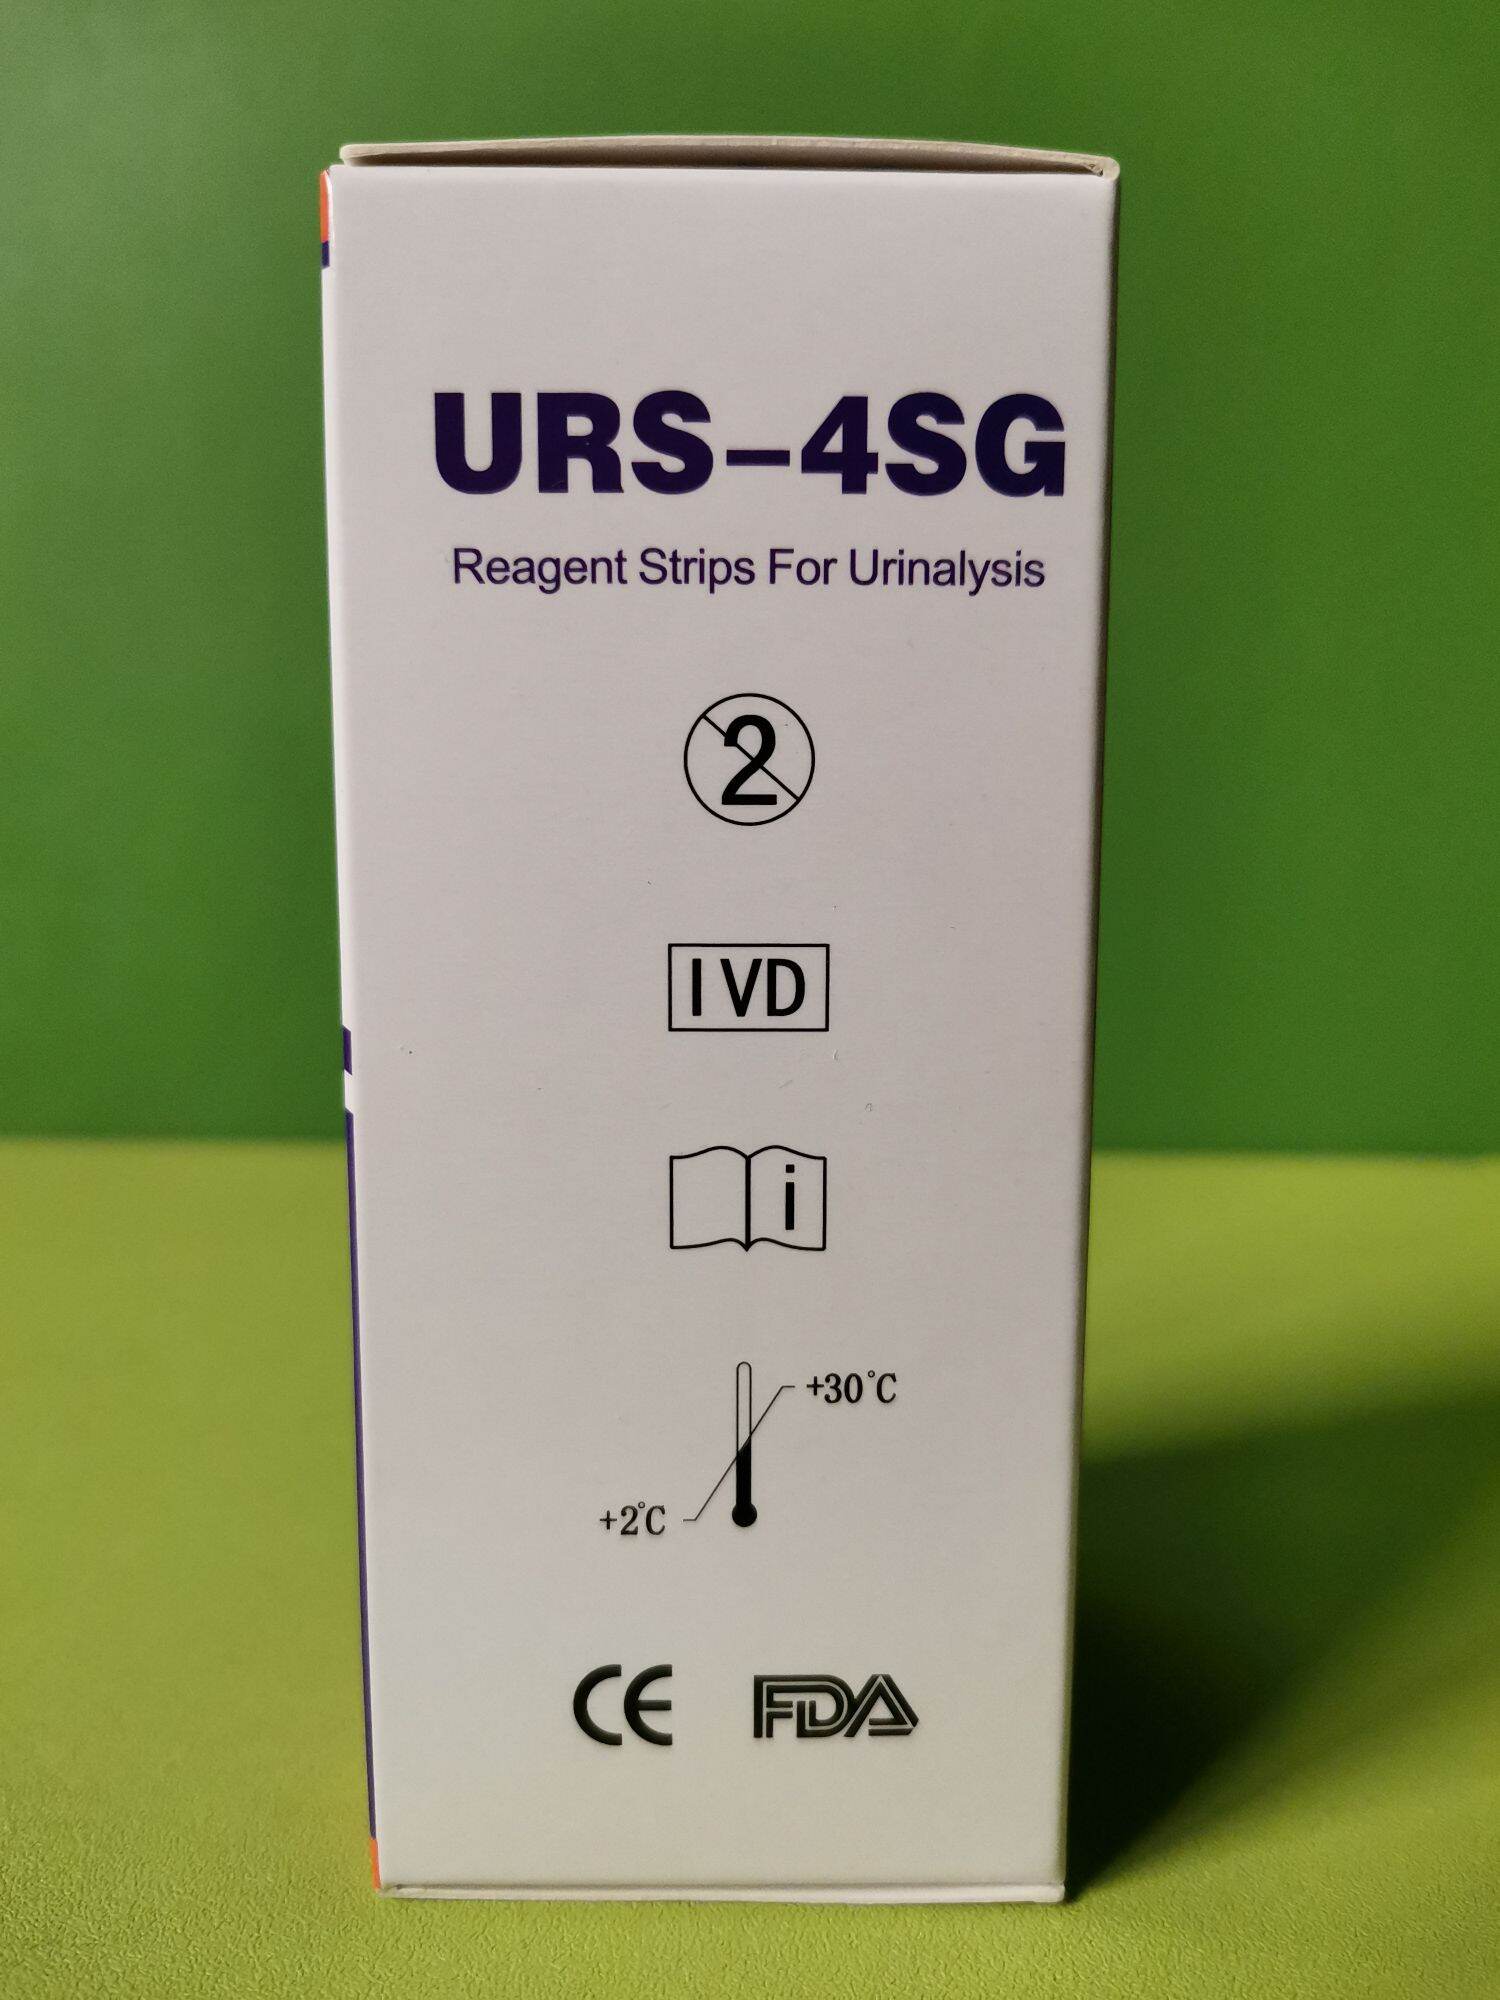 URS-4SG
Reagent Strips For Urinalysis
2
IVD
i
+30°C
+2°C
CE FDA